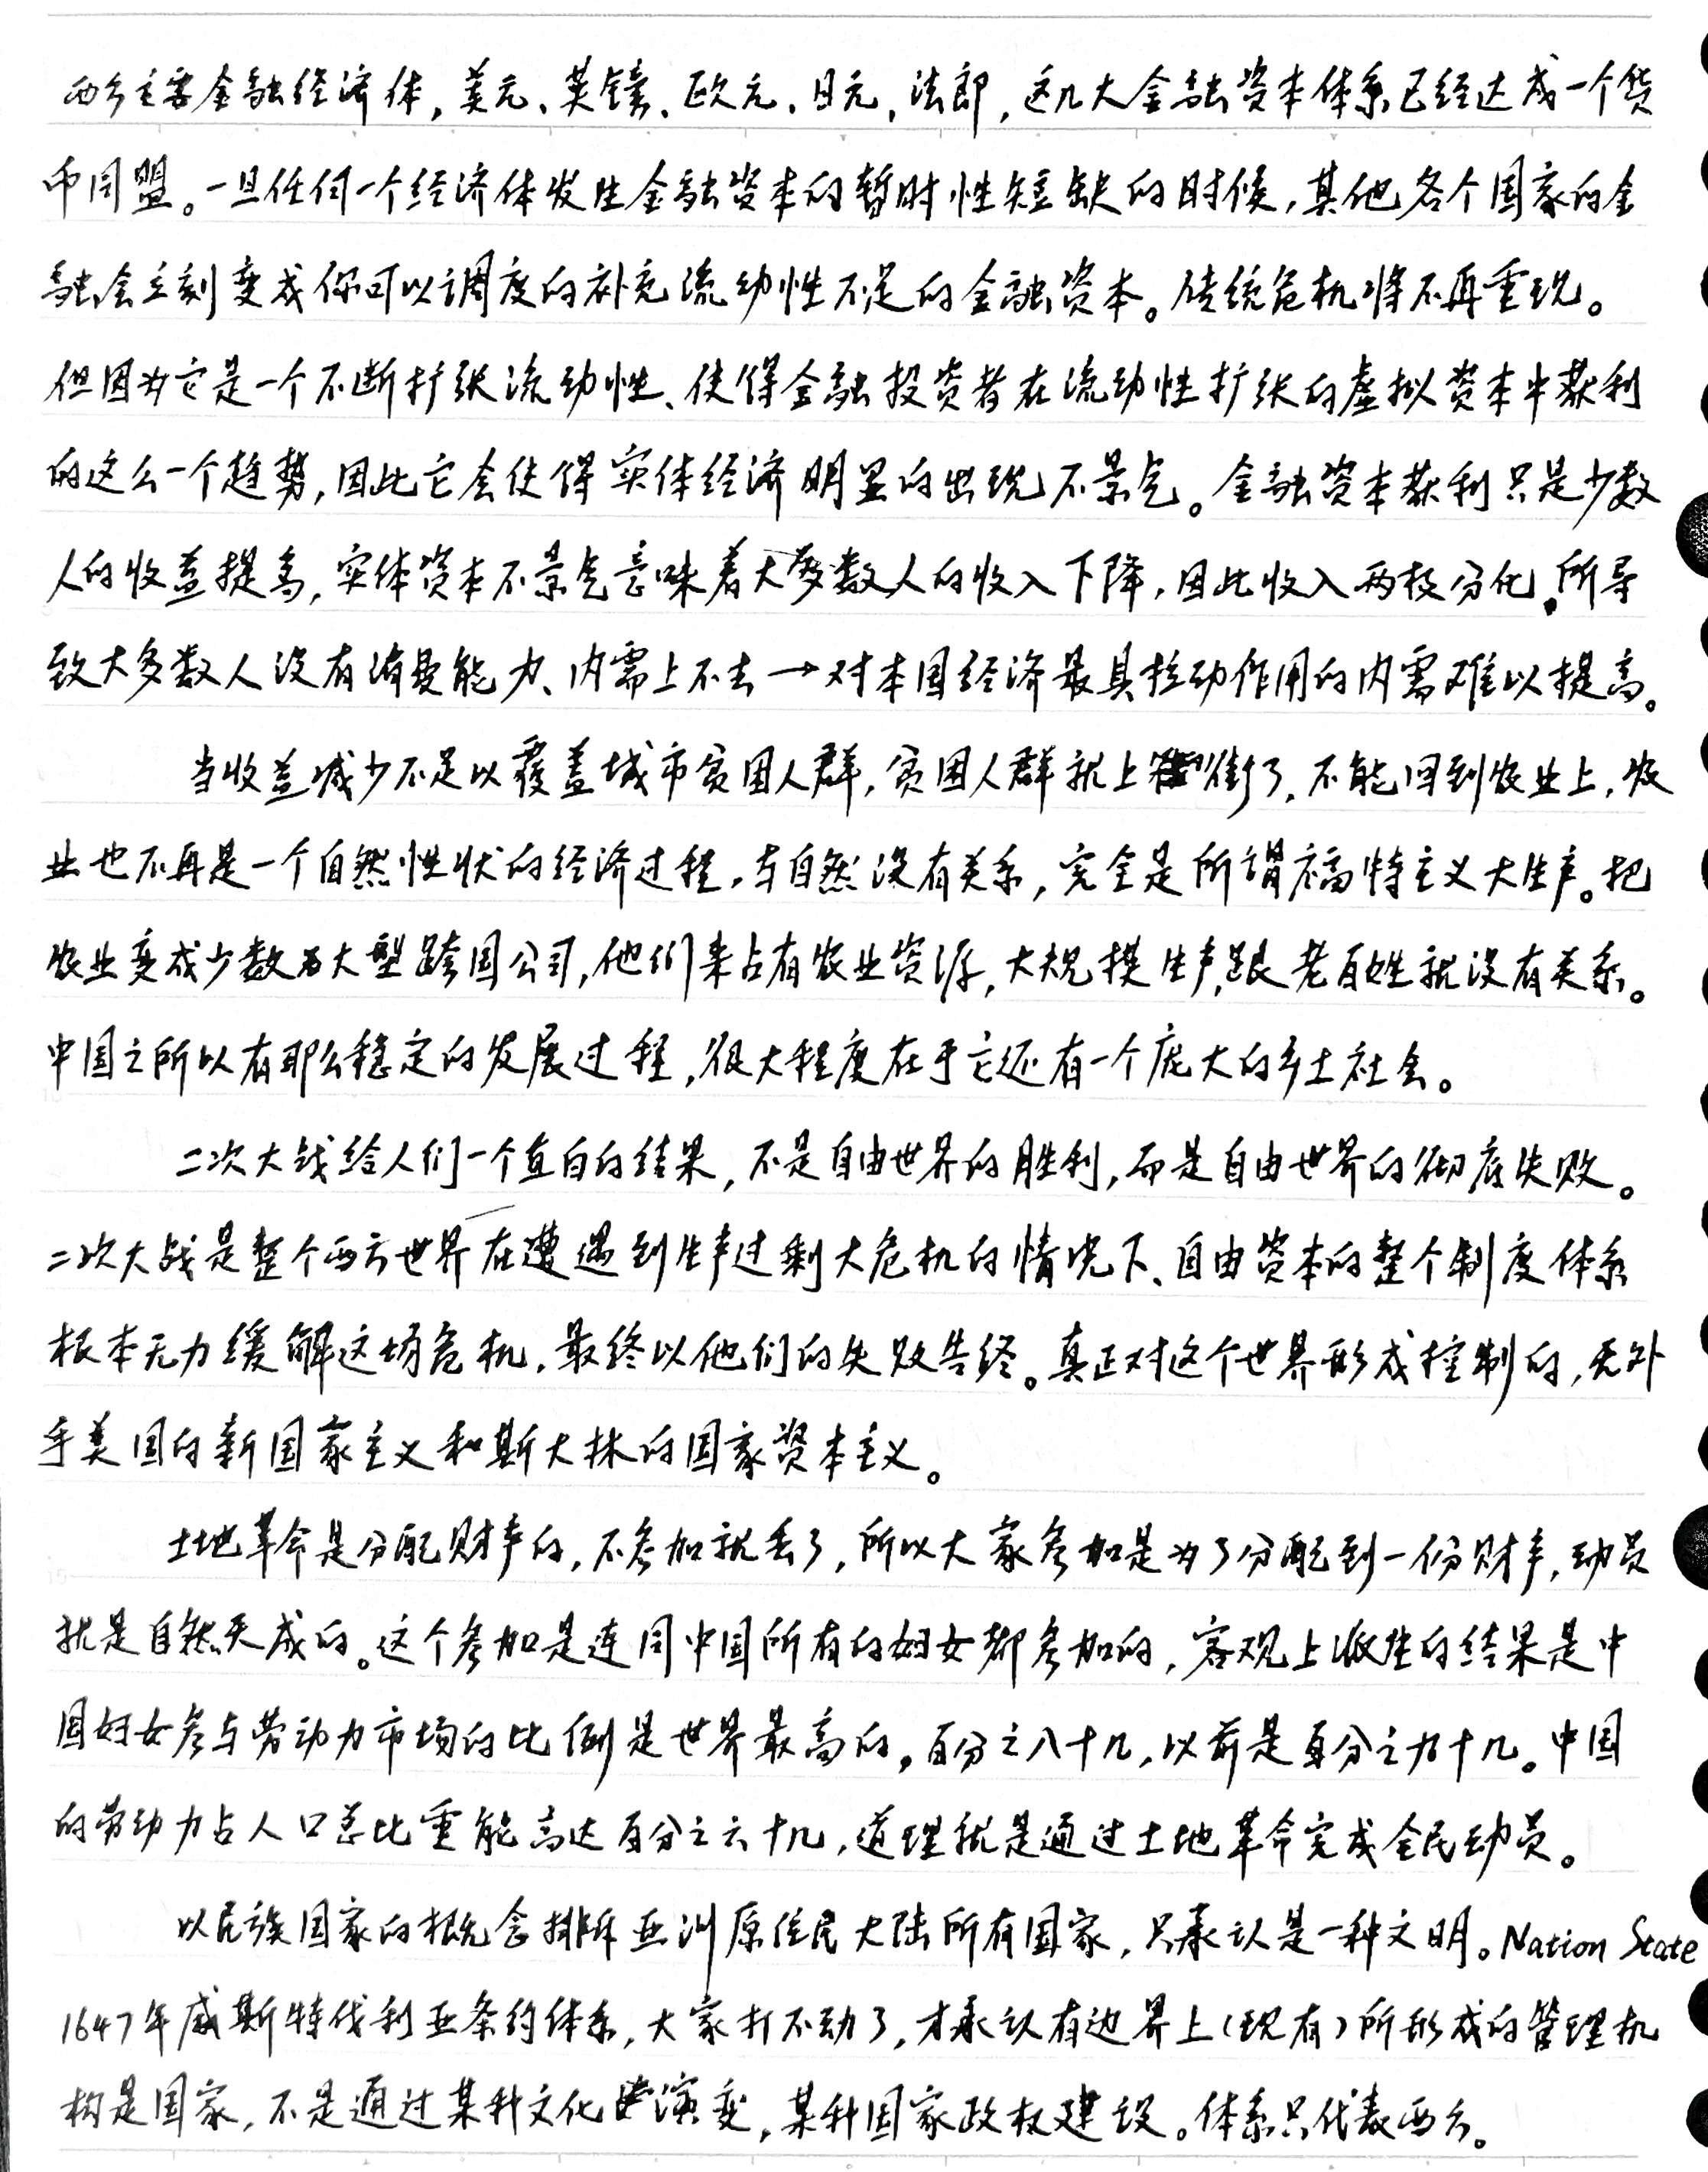 西方主要金融经济体,美元、英镑、欧元、日元,法郎,这几大金融资本体系已经达成一个货
币同盟。一旦任何一个经济体发生金融资本的暂时性短缺的时候,其他各个国家的金
融会立刻变成你可以调度的补充流动性不足的金融资本。传统危机将不再重现。
但因为它是一个不断扩张流动性、使得金融投资者在流动性扩张的虚拟资本中获利
的这么一个趋势,因此它会使得实体经济明显的出现不景气。金融资本获利只是少数
人的收益提高,实体资本不景气意味着大多数人的收入下降,因此收入两极分化。所导
致大多数人没有消费能力、内需上不去→对本国经济最具拉动作用的内需难以提高。
当收益减少不足以覆盖城市贫困人群,贫困人群就上街了,不能回到农业上,农
业也不再是一个自然性状的经济过程,与自然没有关系,完全是所谓福特主义大生产。把
农业变成少数为大型跨国公司,他们来占有农业资源,大规模生产,跟老百姓就没有关系。
中国之所以有那么稳定的发展过程,很大程度在于它还有一个庞大的乡土社会。
二次大战给人们一个直白的结果,不是自由世界的胜利,而是自由世界的彻底失败。
二次大战是整个西方世界在遭遇到生产过剩大危机的情况下、自由资本的整个制度体系
根本无力缓解这场危机,最终以他们的失败告终。真正对这个世界形成控制的,无外
乎美国的新国家主义和斯大林的国家资本主义。
土地革命是分配财产的,不参加就丢了,所以大家参加是为了分配到一份财产,动员
就是自然天成的。这个参加是连同中国所有的妇女都参加的,客观上派生的结果是中
国妇女参与劳动力市场的比例是世界最高的。百分之八十几,以前是百分之九十几。中国
的劳动力占人口总比重能高达百分之六十几,道理就是通过土地革命完成全民动员。
以民族国家的概念排斥亚洲原住民大陆所有国家,只承认是一种文明。Nation State
1647年威斯特伐利亚条约体系,大家打不动了,才承认有边界上(现有)所形成的管理机
构是国家,不是通过某种文化演变,某种国家政权建设。体系只代表西方。